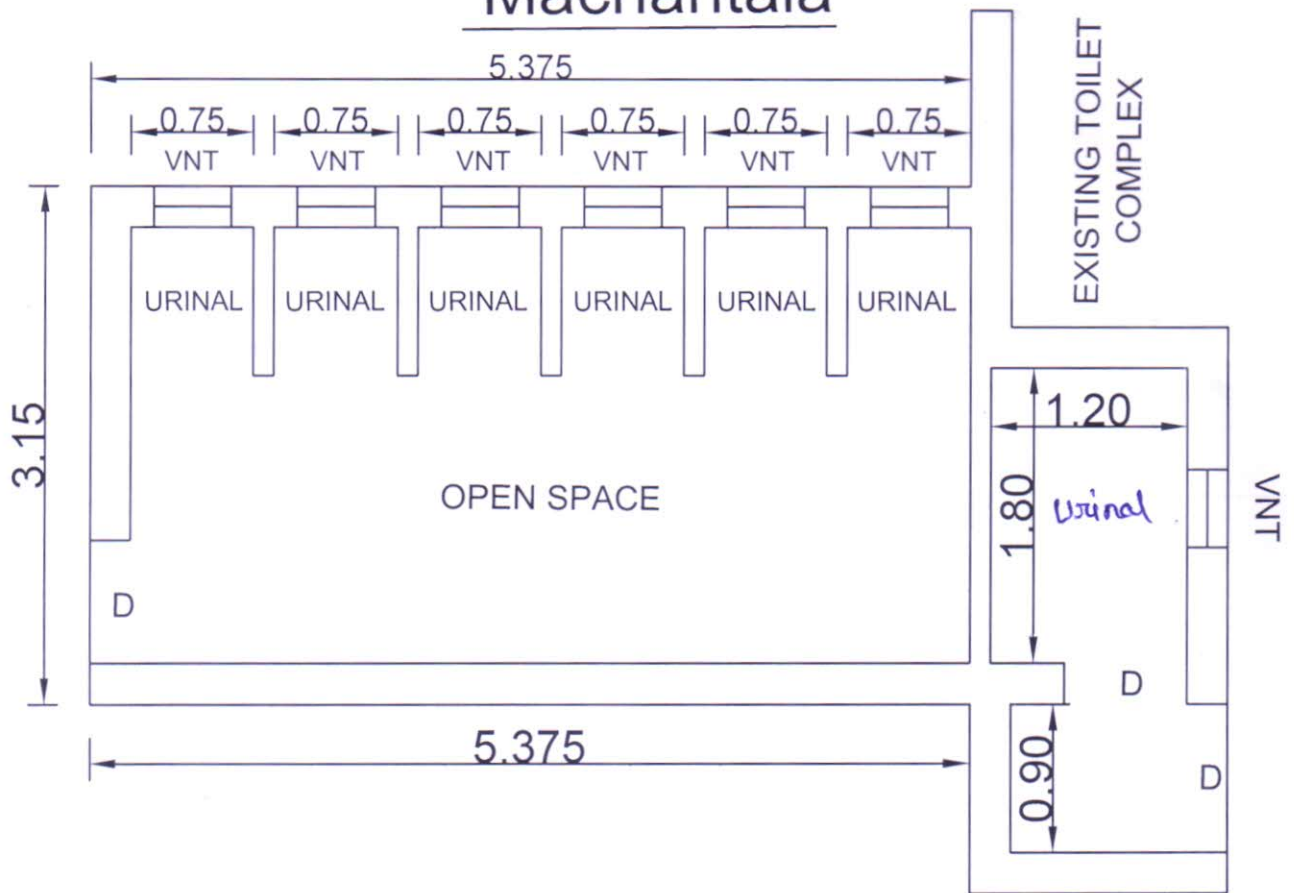 Machantala
5.375
0.75 0.75 0.75 0.75 0.75 0.75
VNT VNT VNT VNT VNT VNT
EXISTING TOILET
COMPLEX
URINAL URINAL URINAL URINAL URINAL URINAL
3.15
1.20
OPEN SPACE
1.80
Urinal
VNT
D
D
5.375
0.90
D